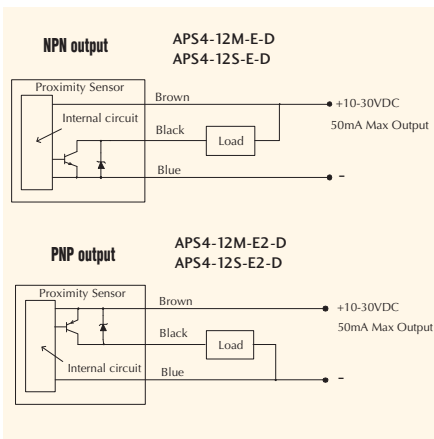 NPN output
APS4-12M-E-D
APS4-12S-E-D
Proximity Sensor
Brown
+10-30VDC
Internal circuit
50mA Max Output
Black
Load
Blue
-
PNP output
APS4-12M-E2-D
APS4-12S-E2-D
Proximity Sensor
Brown
+10-30VDC
50mA Max Output
Black
Load
Internal circuit
Blue
-